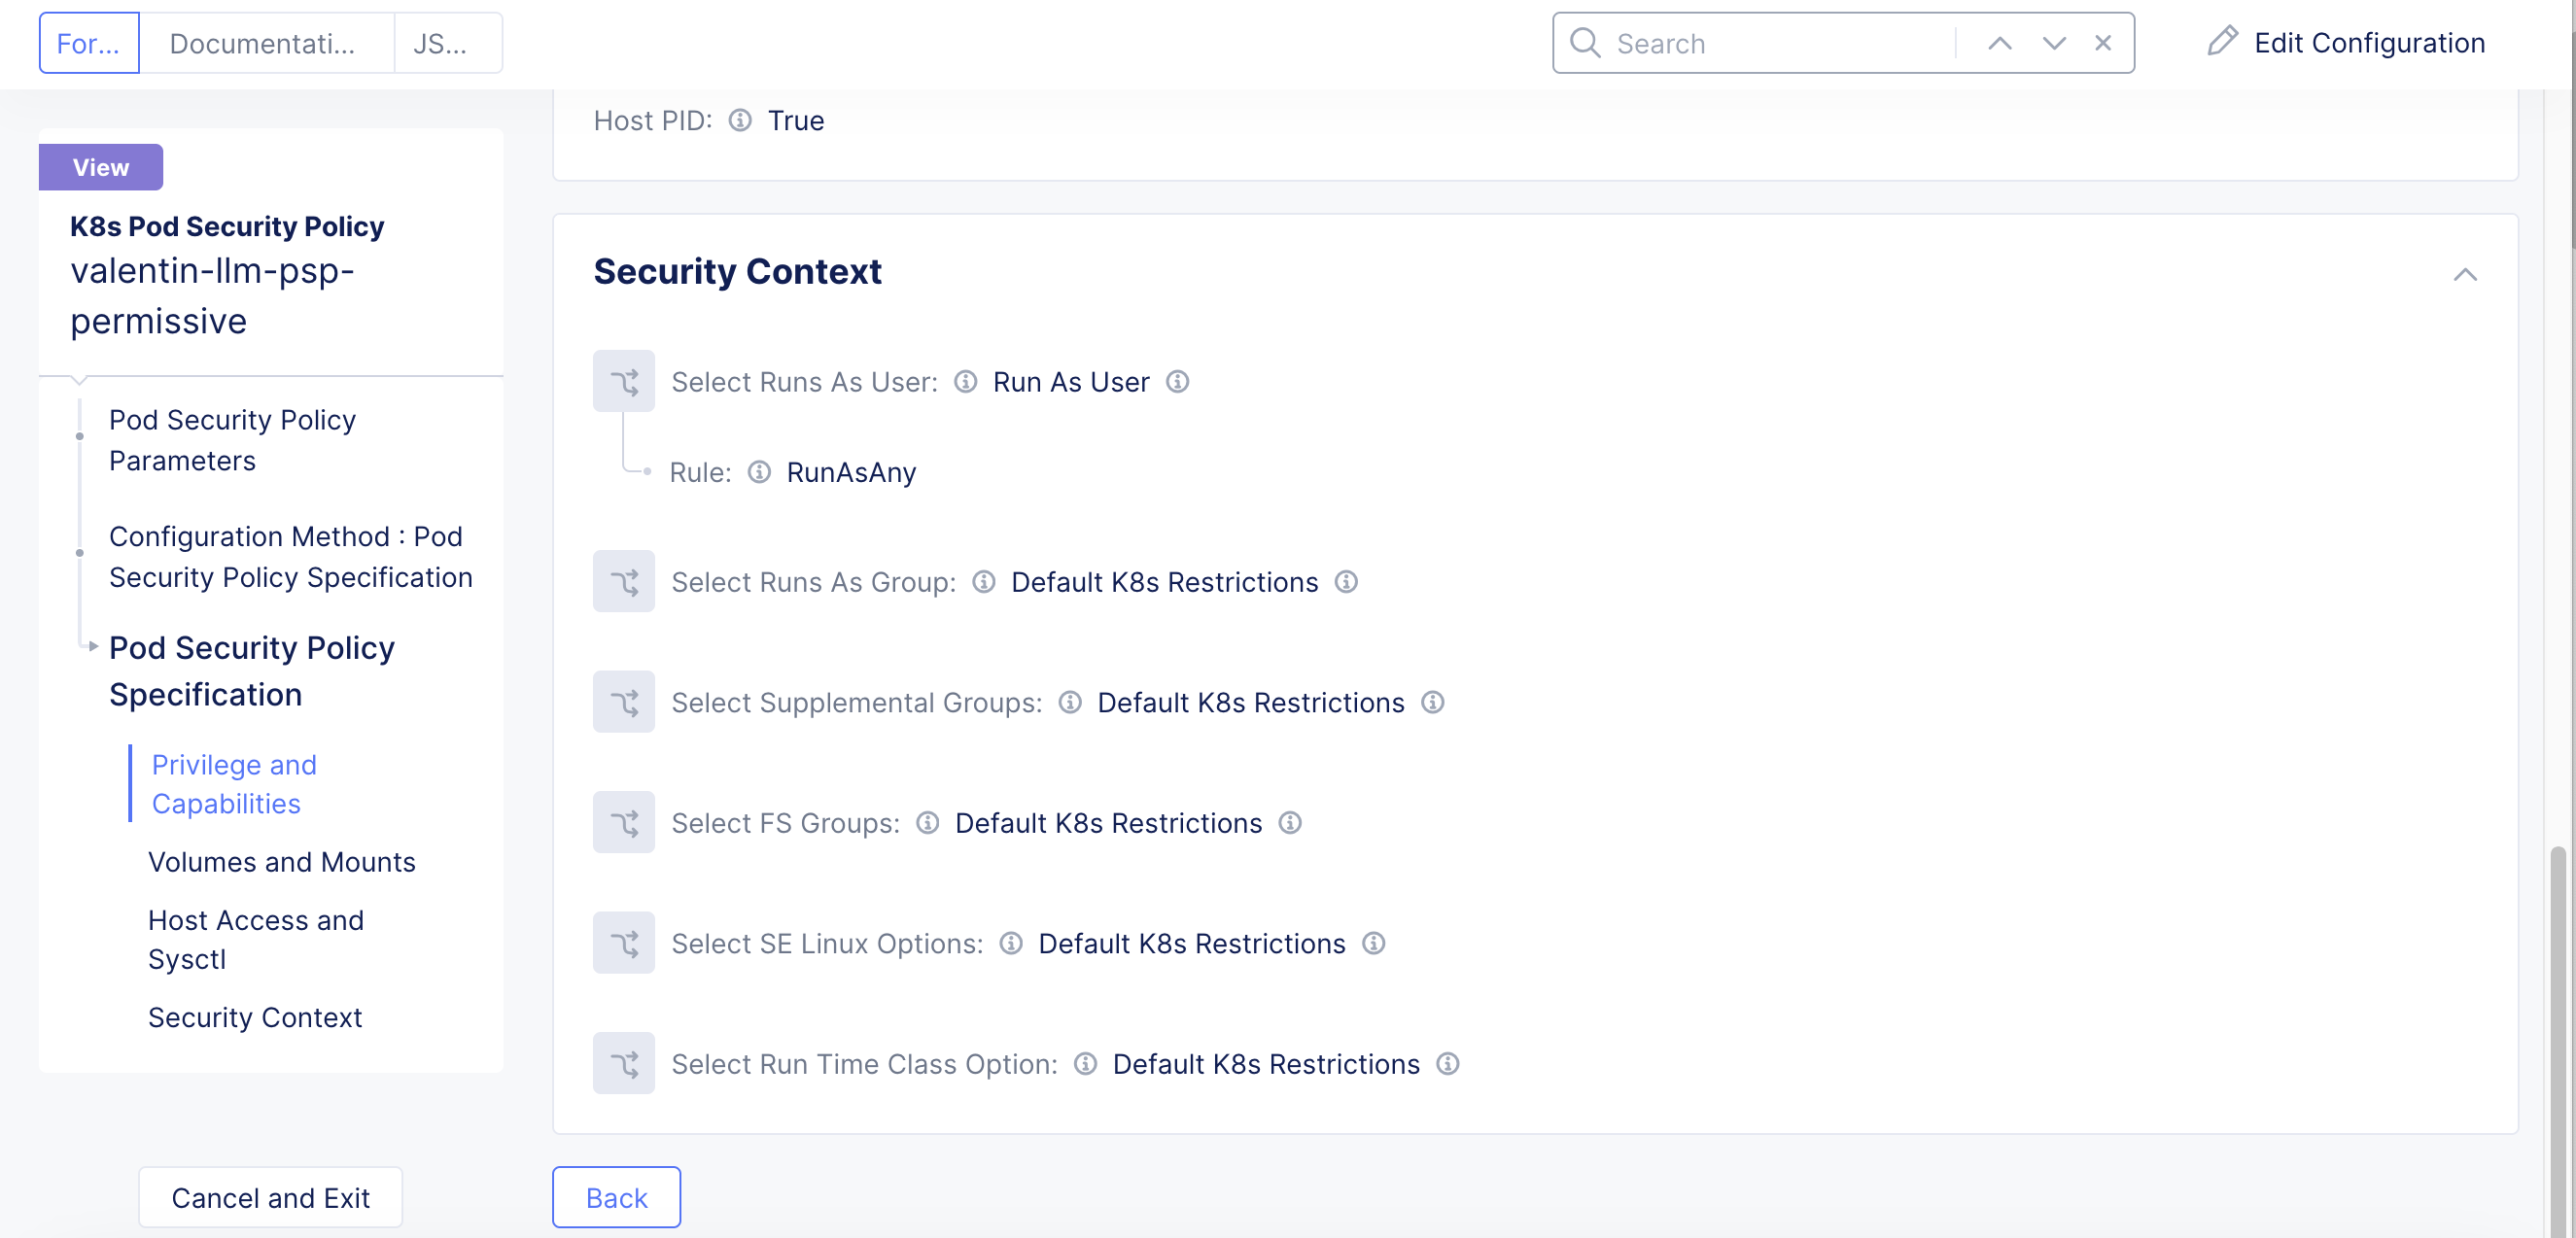 For...
Documentati...
JS...
Search
Edit Configuration
Host PID: True
View
K8s Pod Security Policy
valentin-llm-psp-
permissive
Pod Security Policy
Parameters
Configuration Method : Pod
Security Policy Specification
Pod Security Policy
Specification
Privilege and
Capabilities
Volumes and Mounts
Host Access and
Sysctl
Security Context
Security Context
Select Runs As User: Run As User
Rule: RunAsAny
Select Runs As Group: Default K8s Restrictions
Select Supplemental Groups: Default K8s Restrictions
Select FS Groups: Default K8s Restrictions
Select SE Linux Options: Default K8s Restrictions
Select Run Time Class Option: Default K8s Restrictions
Cancel and Exit
Back